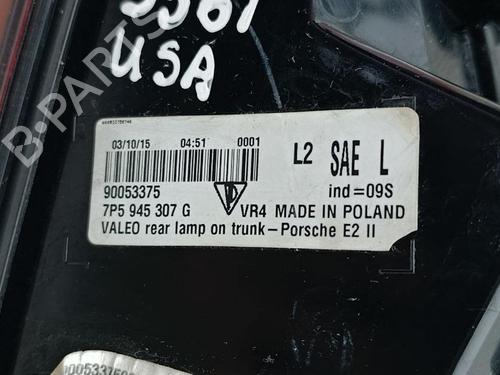 USA
B-PARTS
03/10/15 04:51 0001
L2 SAE L
90053375 ind=09S
7P5 945 307 G VR4 MADE IN POLAND
VALEO rear lamp on trunk-Porsche E2 II